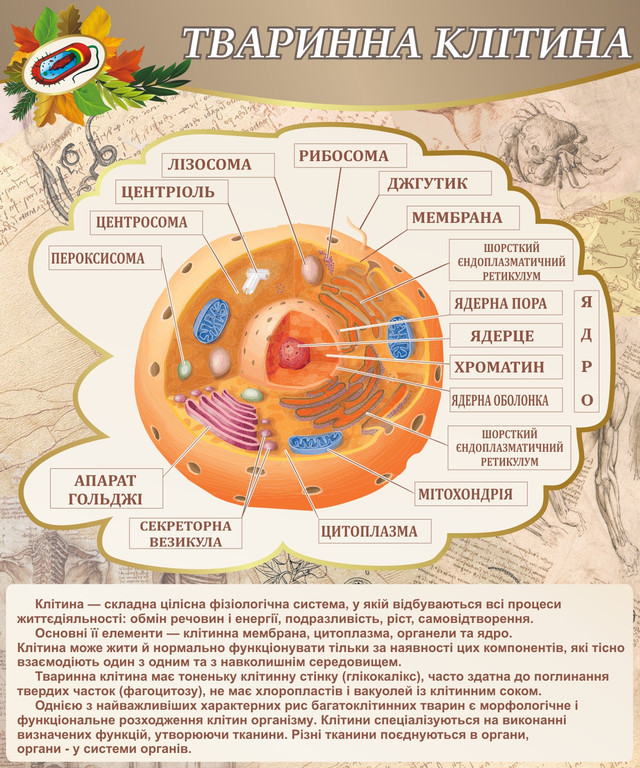 ТВАРИННА КЛІТИНА
ЛІЗОСОМА
РИБОСОМА
ЦЕНТРІОЛЬ
ДЖГУТИК
ЦЕНТРОСОМА
МЕМБРАНА
ПЕРОКСИСОМА
ШОРСТКИЙ
ЄНДОПЛАЗМАТИЧНИЙ
РЕТИКУЛУМ
ЯДЕРНА ПОРА
ЯДЕРЦЕ
ХРОМАТИН
ЯДЕРНА ОБОЛОНКА
Я
Д
Р
О
ШОРСТКИЙ
ЄНДОПЛАЗМАТИЧНИЙ
РЕТИКУЛУМ
АПАРАТ
ГОЛЬДЖІ
МІТОХОНДРІЯ
СЕКРЕТОРНА
ВЕЗИКУЛА
ЦИТОПЛАЗМА
Клітина — складна цілісна фізіологічна система, у якій відбуваються всі процеси
життєдіяльності: обмін речовин і енергії, подразливість, ріст, самовідтворення.
Основні її елементи — клітинна мембрана, цитоплазма, органели та ядро.
Клітина може жити й нормально функціонувати тільки за наявності цих компонентів, які тісно
взаємодіють один з одним та з навколишнім середовищем.
Тваринна клітина має тоненьку клітинну стінку (глікокалікс), часто здатна до поглинання
твердих часток (фагоцитозу), не має хлоропластів і вакуолей із клітинним соком.
Однією з найважливіших характерних рис багатоклітинних тварин є морфологічне і
функціональне розходження клітин організму. Клітини спеціалізуються на виконанні
визначених функцій, утворюючи тканини. Різні тканини поєднуються в органи,
органи - у системи органів.